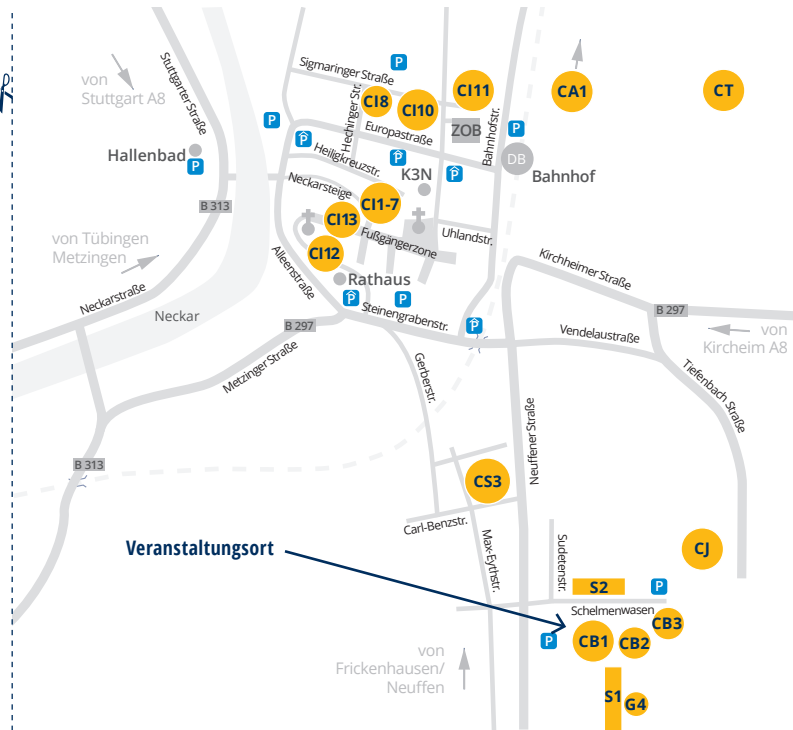 von
Stuttgart A8
Stuttgarter Straße
Sigmaringer Straße
P
CI8
CI10
CI11
CA1
CT
Hechinger Str.
Europastraße
ZOB
Bahnhofstr.
P
P
DB
Bahnhof
Hallenbad
P
P
Heiligkreuzstr.
P
P
K3N
Neckarsteige
CI1-7
CI13
B 313
Fußgängerzone
Uhlandstr.
von Tübingen
Metzingen
CI12
Alleenstraße
Rathaus
Kirchheimer Straße
Neckarstraße
Neckar
P
P
Steinengrabenstr.
P
B 297
B 297
Vendelaustraße
von
Kircheim A8
Metzinger Straße
Gerberstr.
Tiefenbach Straße
Neuffener Straße
B 313
CS3
Carl-Benzstr.
Max-Eythstr.
Sudetenstr.
CJ
Veranstaltungsort
S2
P
Schelmenwasen
P
CB1
CB2
CB3
von
Frickenhausen/
Neuffen
S1
G4